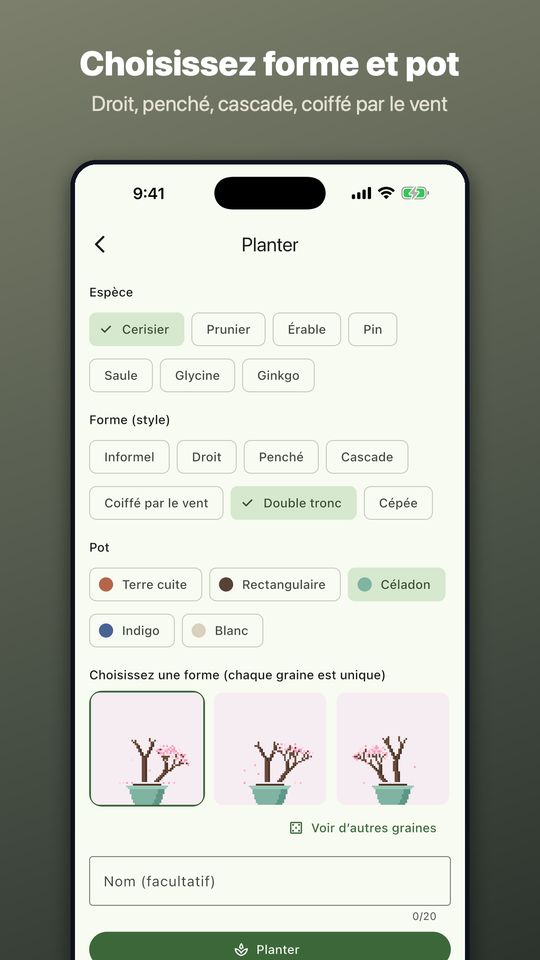 Choisissez forme et pot
Droit, penché, cascade, coiffé par le vent
9:41
Planter
Espèce
Cerisier Prunier Érable Pin
Saule Glycine Ginkgo
Forme (style)
Informel Droit Penché Cascade
Coiffé par le vent Double tronc Cépée
Pot
Terre cuite Rectangulaire Céladon
Indigo Blanc
Choisissez une forme (chaque graine est unique)
Voir d’autres graines
Nom (facultatif)
0/20
Planter